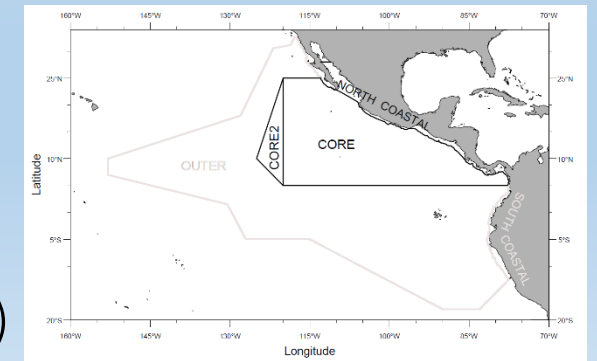 160°W 145°W 130°W 115°W 100°W 85°W 70°W
25°N 25°N
NORTH COASTAL
CORE2
CORE
10°N 10°N
OUTER
Latitude
SOUTH COASTAL
5°S 5°S
20°S 20°S
160°W 145°W 130°W 115°W 100°W 85°W 70°W
Longitude
)